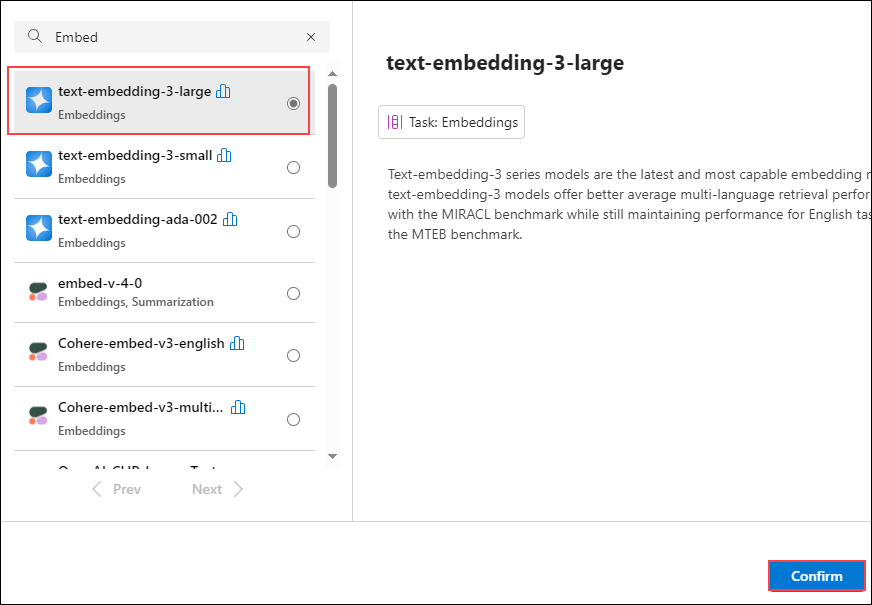 Embed
text-embedding-3-large
Embeddings
text-embedding-3-small
Embeddings
text-embedding-ada-002
Embeddings
embed-v-4-0
Embeddings, Summarization
Cohere-embed-v3-english
Embeddings
Cohere-embed-v3-multi...
Embeddings
Prev
Next
text-embedding-3-large
Task: Embeddings
Text-embedding-3 series models are the latest and most capable embedding
text-embedding-3 models offer better average multi-language retrieval perfor
with the MIRACL benchmark while still maintaining performance for English tas
the MTEB benchmark.
Confirm